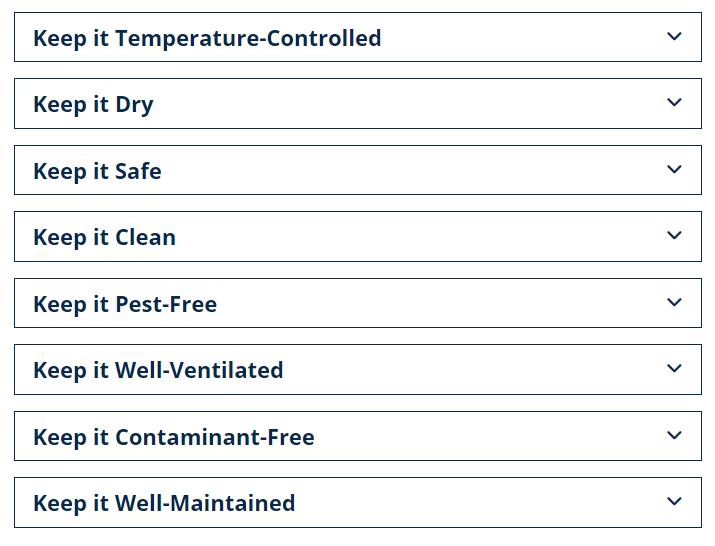 Keep it Temperature-Controlled
Keep it Dry
Keep it Safe
Keep it Clean
Keep it Pest-Free
Keep it Well-Ventilated
Keep it Contaminant-Free
Keep it Well-Maintained